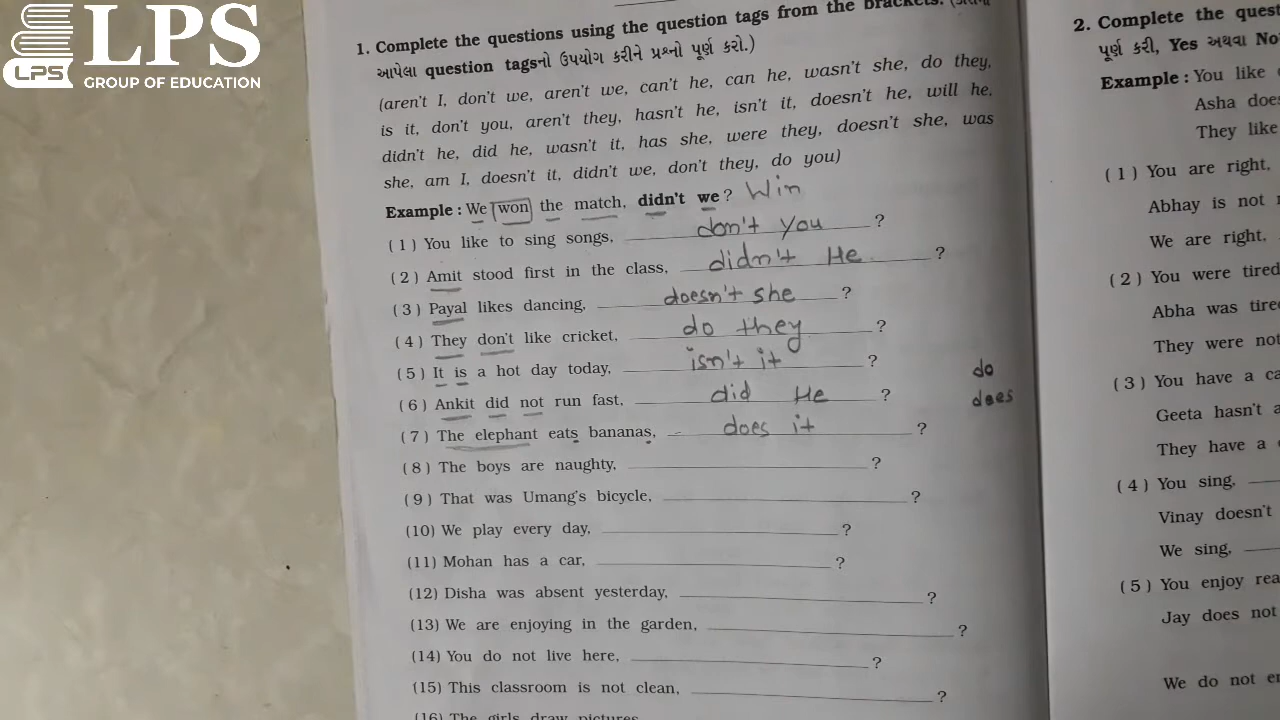 LPS
LPS
GROUP OF EDUCATION
1. Complete the questions using the question tags from the brackets.
આપેલા question tagsનો ઉપયોગ કરીને પ્રશ્નો પૂર્ણ કરો.)
(aren't I, don't we, aren't we, can't he, can he, wasn't she, do they,
is it, don't you, aren't they, hasn't he, isn't it, doesn't he, will he,
didn't he, did he, wasn't it, has she, were they, doesn't she, was
she, am I, doesn't it, didn't we, don't they, do you)
Example : We won the match, didn't we? Win
(1) You like to sing songs, don't you ?
(2) Amit stood first in the class, didn't He ?
(3) Payal likes dancing, doesn't she ?
(4) They don't like cricket, do they ?
(5) It is a hot day today, isn't it ?
(6) Ankit did not run fast, did He ?
(7) The elephant eats bananas, does it ?
(8) The boys are naughty, ?
(9) That was Umang's bicycle, ?
(10) We play every day, ?
(11) Mohan has a car, ?
(12) Disha was absent yesterday, ?
(13) We are enjoying in the garden, ?
(14) You do not live here, ?
(15) This classroom is not clean, ?
(16) The girls draw pictures
do
does
2. Complete the quest
પૂર્ણ કરી, Yes અથવા No
Example : You like
Asha does
They like
(1) You are right,
Abhay is not
We are right,
(2) You were tired
Abha was tire
They were not
(3) You have a ca
Geeta hasn't a
They have a
(4) You sing,
Vinay doesn't
We sing,
(5) You enjoy rea
Jay does not
We do not en